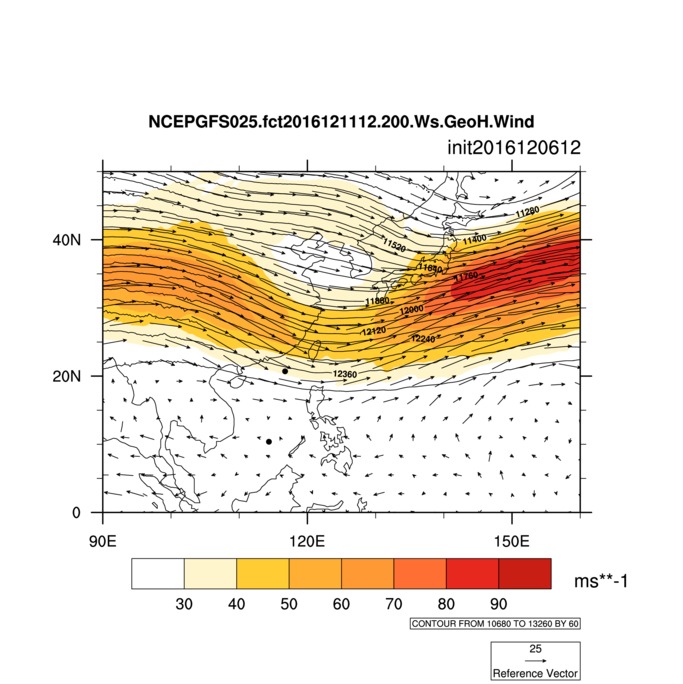 NCEPGFS025.fct2016121112.200.Ws.GeoH.Wind
init2016120612
11280
40N
11520
11400
11640
11760
11880
12000
12120
12240
20N
12360
0
90E 120E 150E
ms**-1
30 40 50 60 70 80 90
CONTOUR FROM 10680 TO 13260 BY 60
25
Reference Vector